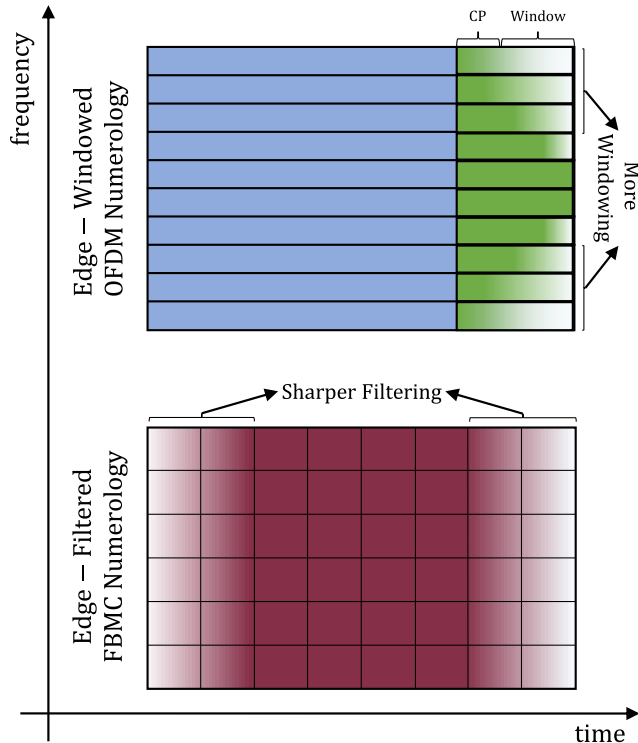 CP
Window
frequency
Edge – Windowed
OFDM Numerology
More
Windowing
Sharper Filtering
Edge – Filtered
FBMC Numerology
time